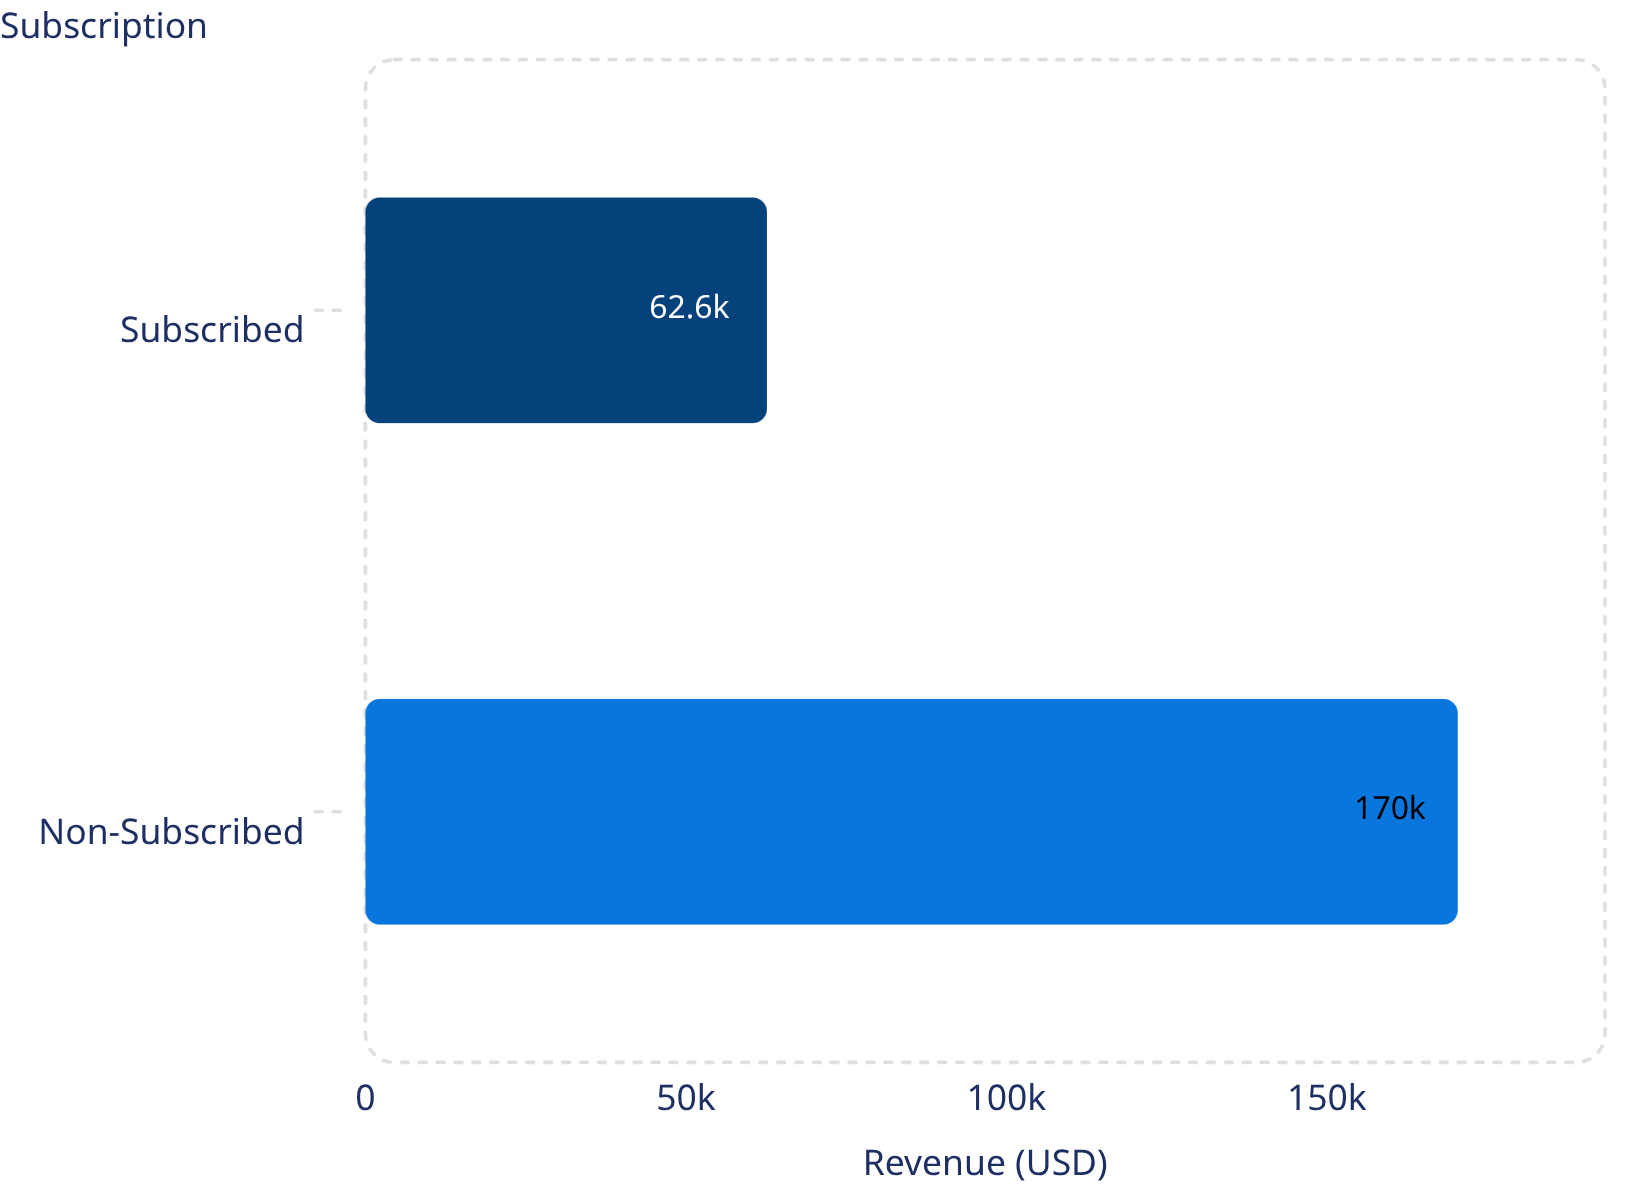 Subscription
Subscribed
62.6k
Non-Subscribed
170k
0 50k 100k 150k
Revenue (USD)